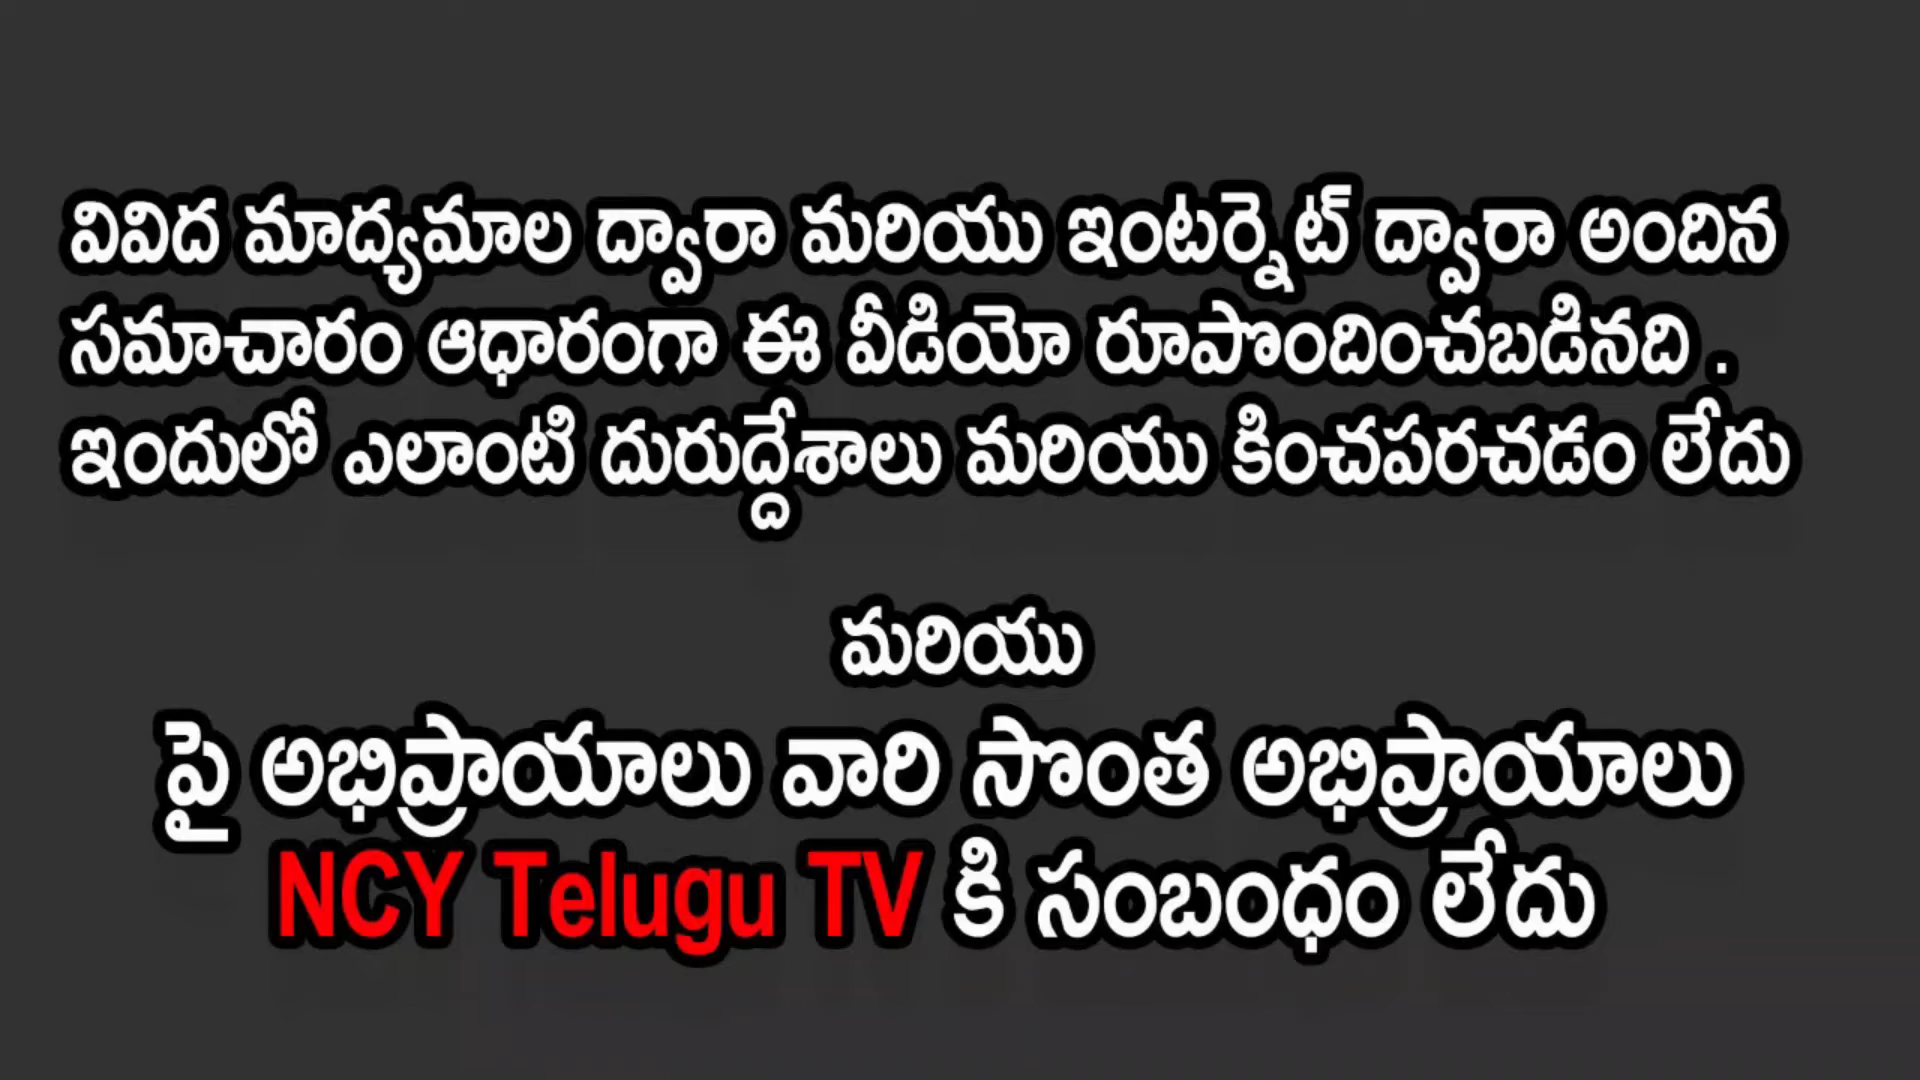 వివిద మాద్యమాల ద్వారా మరియు ఇంటర్నెట్ ద్వారా అందిన
సమాచారం ఆధారంగా ఈ వీడియో రూపొందించబడినది .
ఇందులో ఎలాంటి దురుద్దేశాలు మరియు కించపరచడం లేదు
మరియు
పై అభిప్రాయాలు వారి సొంత అభిప్రాయాలు
NCY Telugu TV కి సంబంధం లేదు